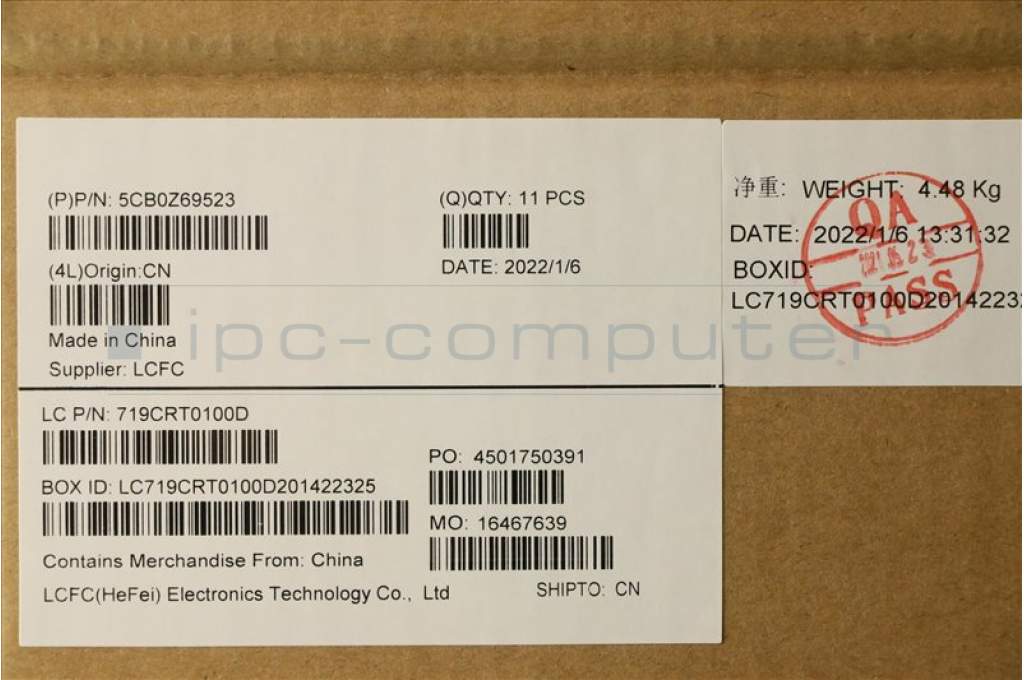 (P)P/N: 5CB0Z69523
(Q)QTY: 11 PCS
(4L)Origin:CN
DATE: 2022/1/6
Made in China
Supplier: LCFC
净重: WEIGHT: 4.48 Kg
DATE: 2022/1/6 13:31:32
BOXID:
LC719CRT0100D20142232
QA
PASS
ipc-computer
LC P/N: 719CRT0100D
BOX ID: LC719CRT0100D201422325
PO: 4501750391
MO: 16467639
Contains Merchandise From: China
LCFC(HeFei) Electronics Technology Co., Ltd
SHIPTO: CN